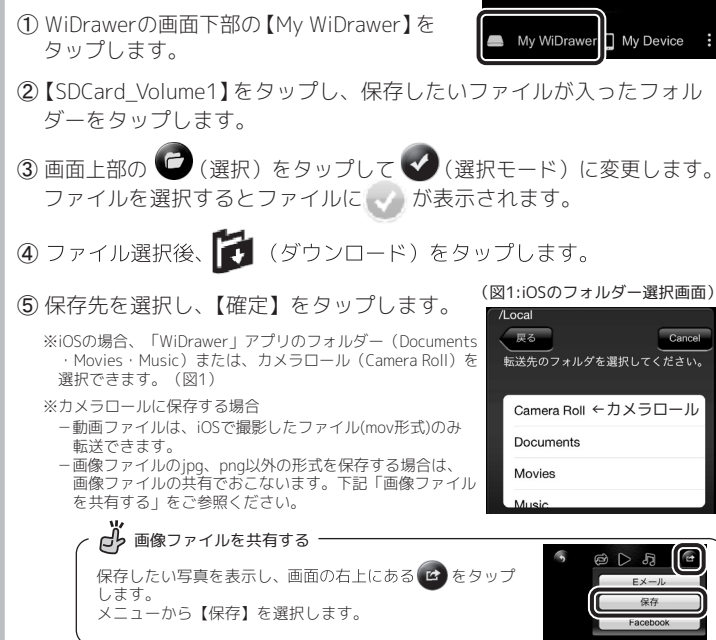 ① WiDrawerの画面下部の【My WiDrawer】を
タップします。
My WiDrawer
My Device
②【SDCard_Volume1】をタップし、保存したいファイルが入ったフォル
ダーをタップします。
③ 画面上部の（選択）をタップして（選択モード）に変更します。
ファイルを選択するとファイルに が表示されます。
④ ファイル選択後、（ダウンロード）をタップします。
⑤ 保存先を選択し、【確定】をタップします。
※iOSの場合、「WiDrawer」アプリのフォルダー（Documents
・Movies・Music）または、カメラロール（Camera Roll）を
選択できます。（図1）
※カメラロールに保存する場合
－動画ファイルは、iOSで撮影したファイル(mov形式)のみ
転送できます。
－画像ファイルのjpg、png以外の形式を保存する場合は、
画像ファイルの共有でおこないます。下記「画像ファイル
を共有する」をご参照ください。
（図1:iOSのフォルダー選択画面）
/Local
戻る
Cancel
転送先のフォルダを選択してください。
Camera Roll ←カメラロール
Documents
Movies
Music
画像ファイルを共有する
保存したい写真を表示し、画面の右上にある をタップ
します。
メニューから【保存】を選択します。
Eメール
保存
Facebook